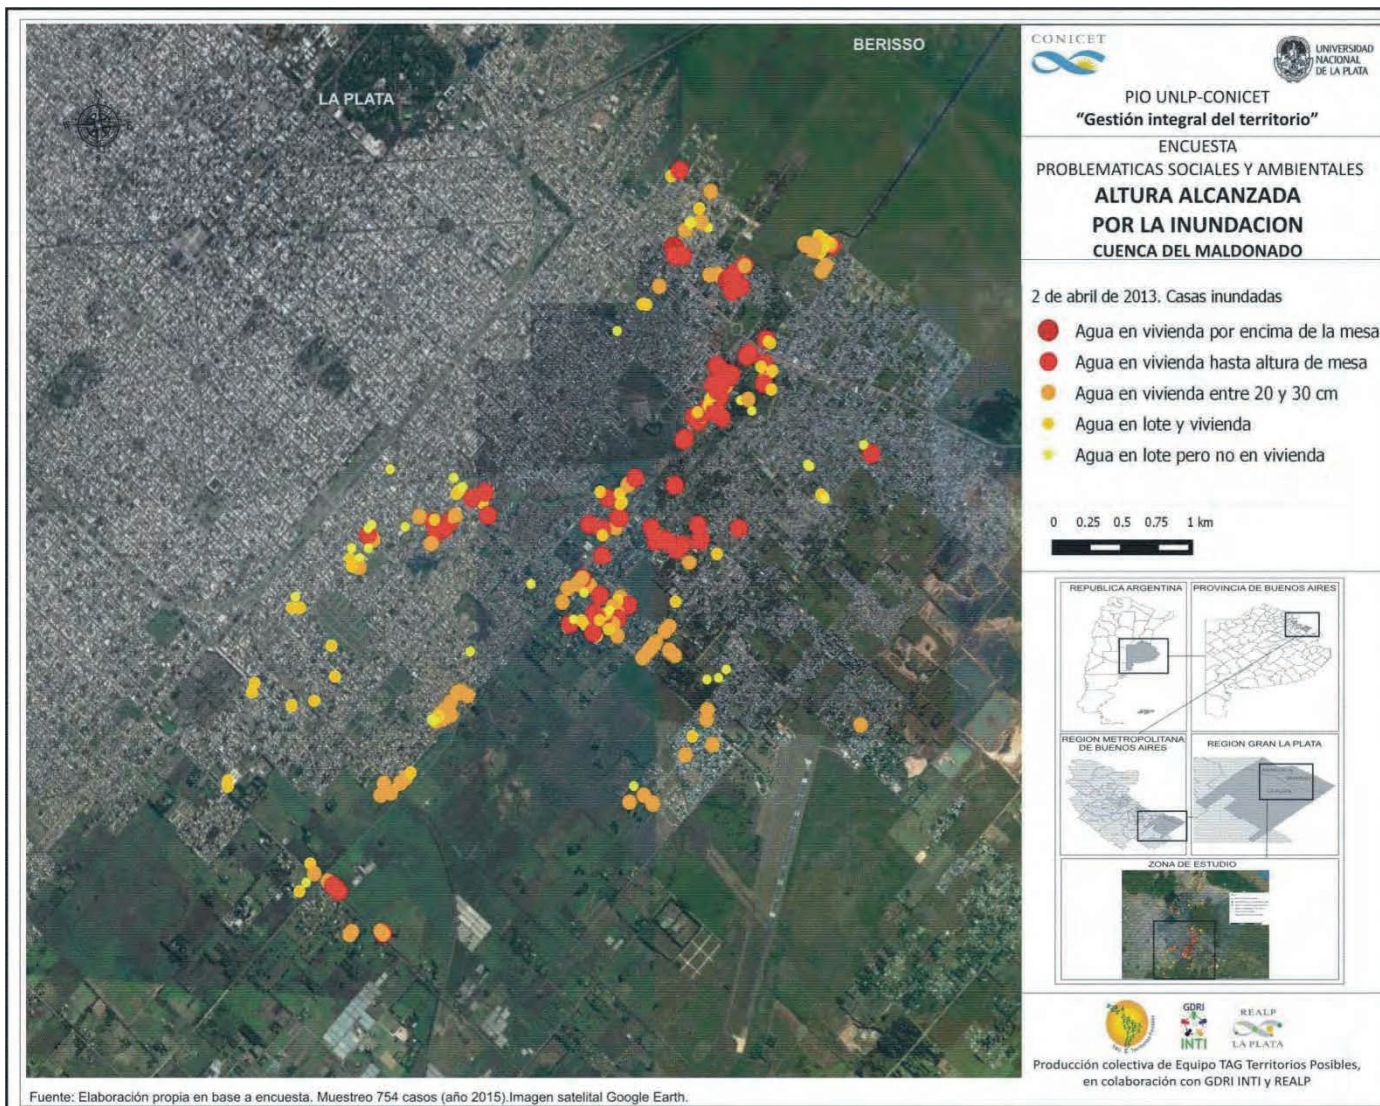 LA PLATA
BERISSO
CONICET
UNIVERSIDAD
NACIONAL
DE LA PLATA
PIO UNLP-CONICET
“Gestión integral del territorio”
ENCUESTA
PROBLEMATICAS SOCIALES Y AMBIENTALES
ALTURA ALCANZADA
POR LA INUNDACION
CUENCA DEL MALDONADO
2 de abril de 2013. Casas inundadas
Agua en vivienda por encima de la mesa
Agua en vivienda hasta altura de mesa
Agua en vivienda entre 20 y 30 cm
Agua en lote y vivienda
Agua en lote pero no en vivienda
0 0.25 0.5 0.75 1 km
REPUBLICA ARGENTINA
PROVINCIA DE BUENOS AIRES
REGION METROPOLITANA
DE BUENOS AIRES
REGION GRAN LA PLATA
ZONA DE ESTUDIO
GDRI
INTI
REALP
LA PLATA
Producción colectiva de Equipo TAG Territorios Posibles,
en colaboración con GDRI INTI y REALP
Fuente: Elaboración propia en base a encuesta. Muestreo 754 casos (año 2015).Imagen satelital Google Earth.